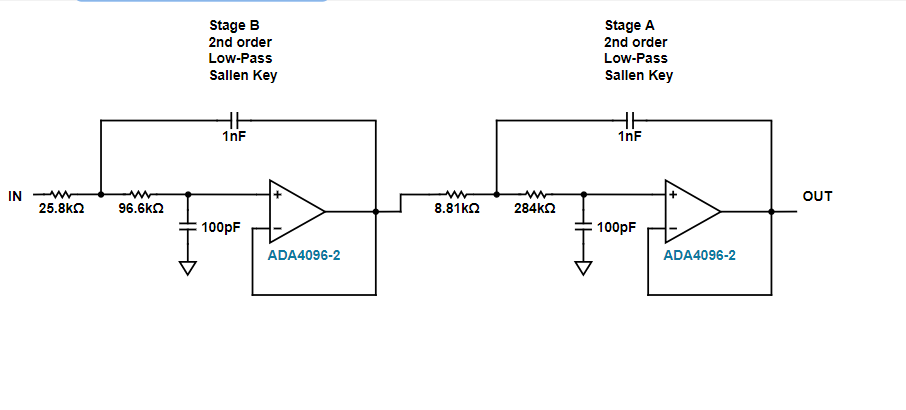 Stage B
2nd order
Low-Pass
Sallen Key
Stage A
2nd order
Low-Pass
Sallen Key
1nF
1nF
IN
OUT
25.8kΩ
96.6kΩ
8.81kΩ
284kΩ
+
+
100pF
100pF
−
−
ADA4096-2
ADA4096-2